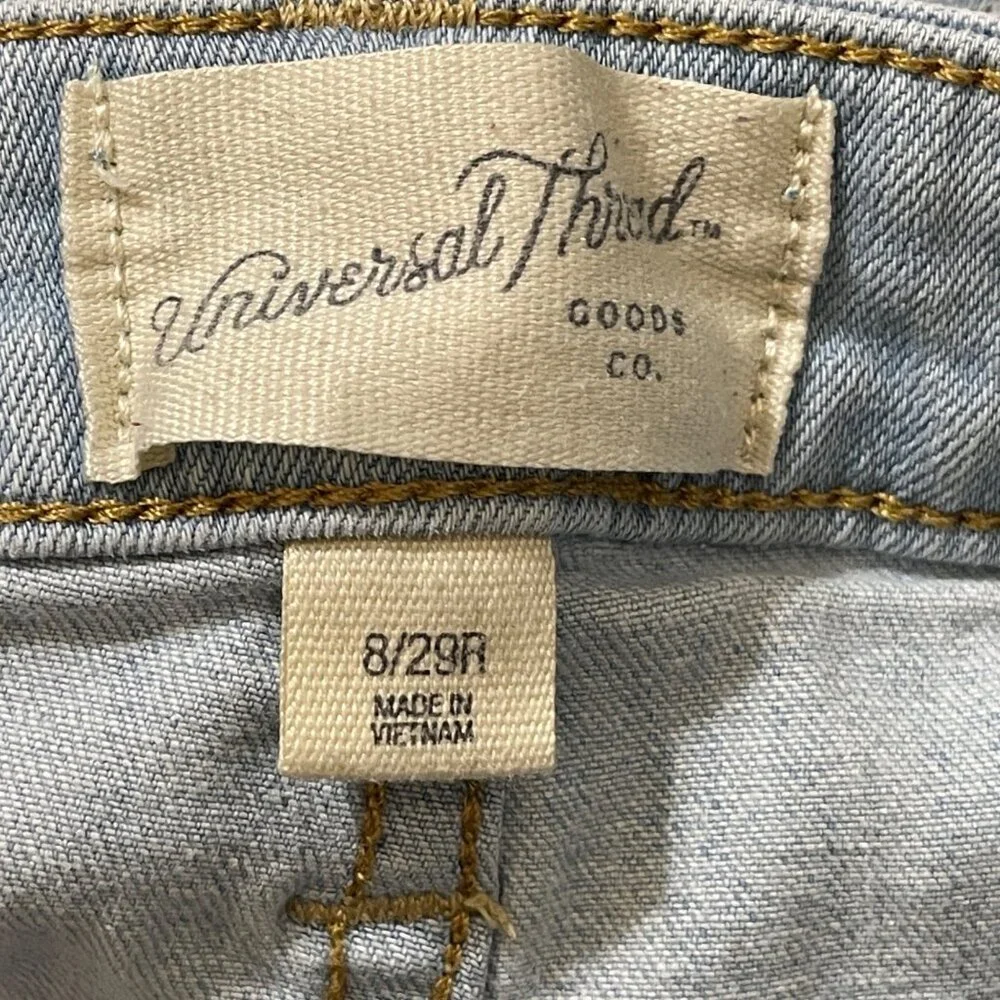 Universal Thread™
GOODS
CO.
8/29R
MADE IN
VIETNAM